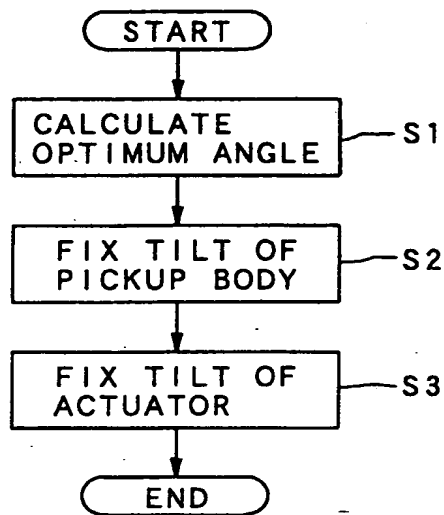 START
CALCULATE
OPTIMUM ANGLE
S1
FIX TILT OF
PICKUP BODY
S2
FIX TILT OF
ACTUATOR
S3
END